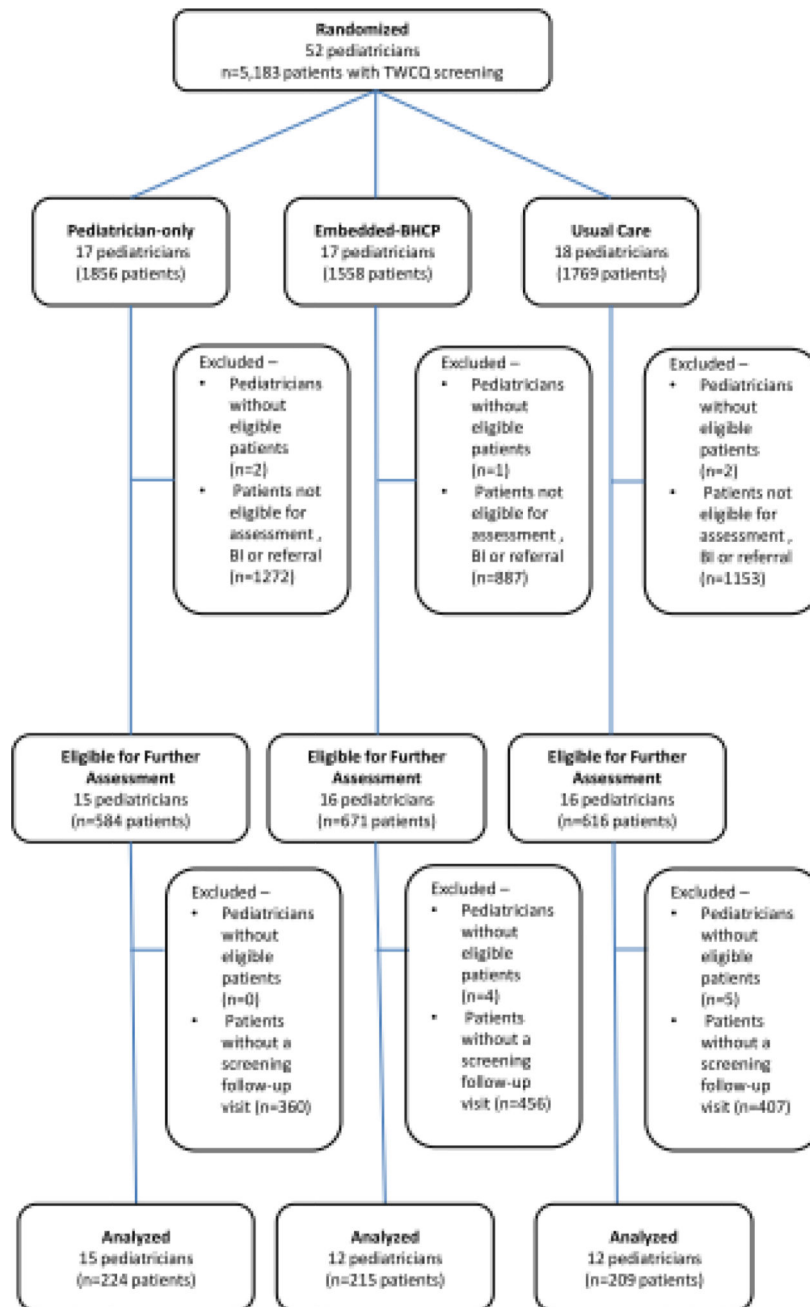 Randomized
52 pediatricians
n=5,183 patients with TWCQ screening
Pediatrician-only
17 pediatricians
(1856 patients)
Embedded-BHCP
17 pediatricians
(1558 patients)
Usual Care
18 pediatricians
(1769 patients)
Excluded –
• Pediatricians
without
eligible
patients
(n=2)
• Patients not
eligible for
assessment ,
BI or referral
(n=1272)
Excluded –
• Pediatricians
without
eligible
patients
(n=1)
• Patients not
eligible for
assessment ,
BI or referral
(n=887)
Excluded –
• Pediatricians
without
eligible
patients
(n=2)
• Patients not
eligible for
assessment ,
BI or referral
(n=1153)
Eligible for Further
Assessment
15 pediatricians
(n=584 patients)
Eligible for Further
Assessment
16 pediatricians
(n=671 patients)
Eligible for Further
Assessment
16 pediatricians
(n=616 patients)
Excluded –
• Pediatricians
without
eligible
patients
(n=0)
• Patients
without a
screening
follow-up
visit (n=360)
Excluded –
• Pediatricians
without
eligible
patients
(n=4)
• Patients
without a
screening
follow-up
visit (n=456)
Excluded –
• Pediatricians
without
eligible
patients
(n=5)
• Patients
without a
screening
follow-up
visit (n=407)
Analyzed
15 pediatricians
(n=224 patients)
Analyzed
12 pediatricians
(n=215 patients)
Analyzed
12 pediatricians
(n=209 patients)